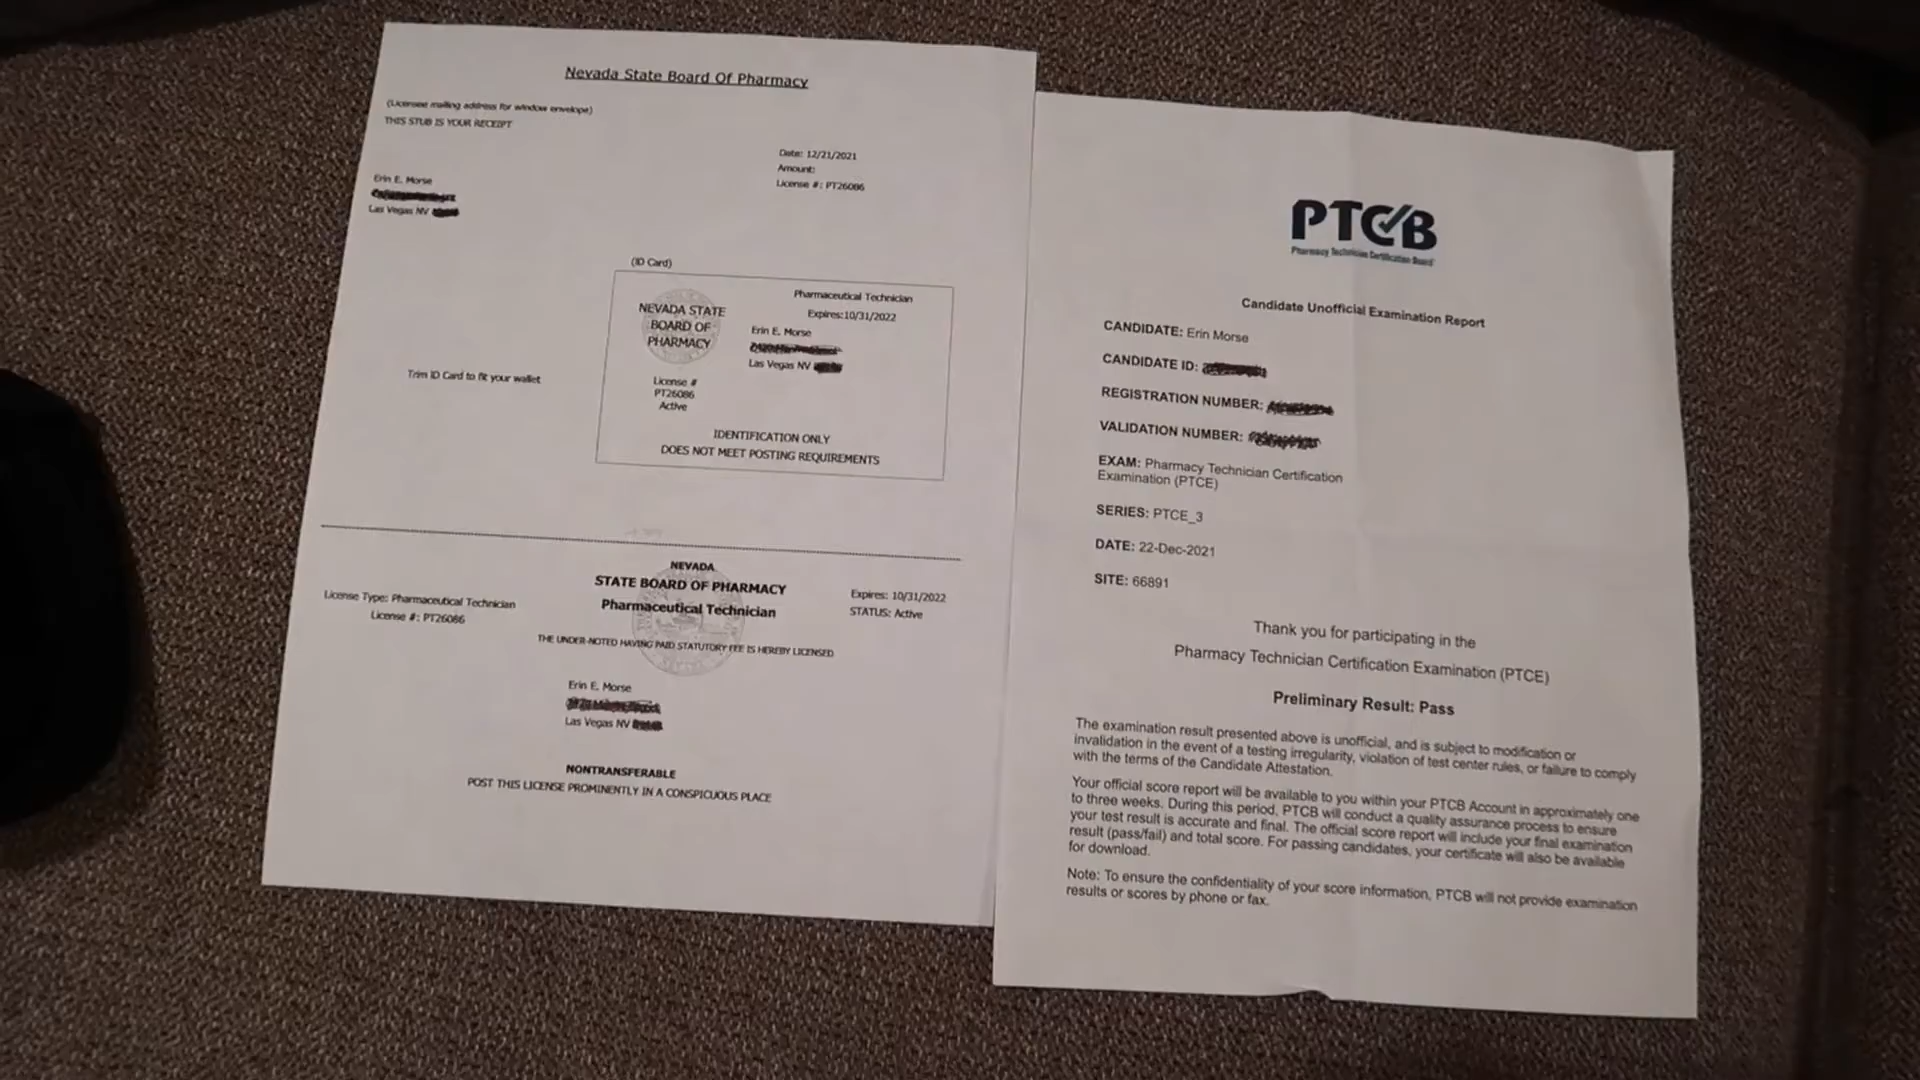 Nevada State Board Of Pharmacy
(Licensee mailing address for window envelope)
THIS STUB IS YOUR RECEIPT
Date: 12/21/2021
Amount:
License #: PT26086
Erin E. Morse
Las Vegas NV
(ID Card)
Trim ID Card to fit your wallet
NEVADA STATE
BOARD OF
PHARMACY
Pharmaceutical Technician
Expires:10/31/2022
Erin E. Morse
Las Vegas NV
License #
PT26086
Active
IDENTIFICATION ONLY
DOES NOT MEET POSTING REQUIREMENTS
NEVADA
STATE BOARD OF PHARMACY
Pharmaceutical Technician
License Type: Pharmaceutical Technician
License #: PT26086
Expires: 10/31/2022
STATUS: Active
THE UNDER-NOTED HAVING PAID STATUTORY FEE IS HEREBY LICENSED
Erin E. Morse
Las Vegas NV
NONTRANSFERABLE
POST THIS LICENSE PROMINENTLY IN A CONSPICUOUS PLACE
PTCB
Pharmacy Technician Certification Board
Candidate Unofficial Examination Report
CANDIDATE: Erin Morse
CANDIDATE ID:
REGISTRATION NUMBER:
VALIDATION NUMBER:
EXAM: Pharmacy Technician Certification
Examination (PTCE)
SERIES: PTCE_3
DATE: 22-Dec-2021
SITE: 66891
Thank you for participating in the
Pharmacy Technician Certification Examination (PTCE)
Preliminary Result: Pass
The examination result presented above is unofficial, and is subject to modification or
invalidation in the event of a testing irregularity, violation of test center rules, or failure to comply
with the terms of the Candidate Attestation.
Your official score report will be available to you within your PTCB Account in approximately one
to three weeks. During this period, PTCB will conduct a quality assurance process to ensure
your test result is accurate and final. The official score report will include your final examination
result (pass/fail) and total score. For passing candidates, your certificate will also be available
for download.
Note: To ensure the confidentiality of your score information, PTCB will not provide examination
results or scores by phone or fax.